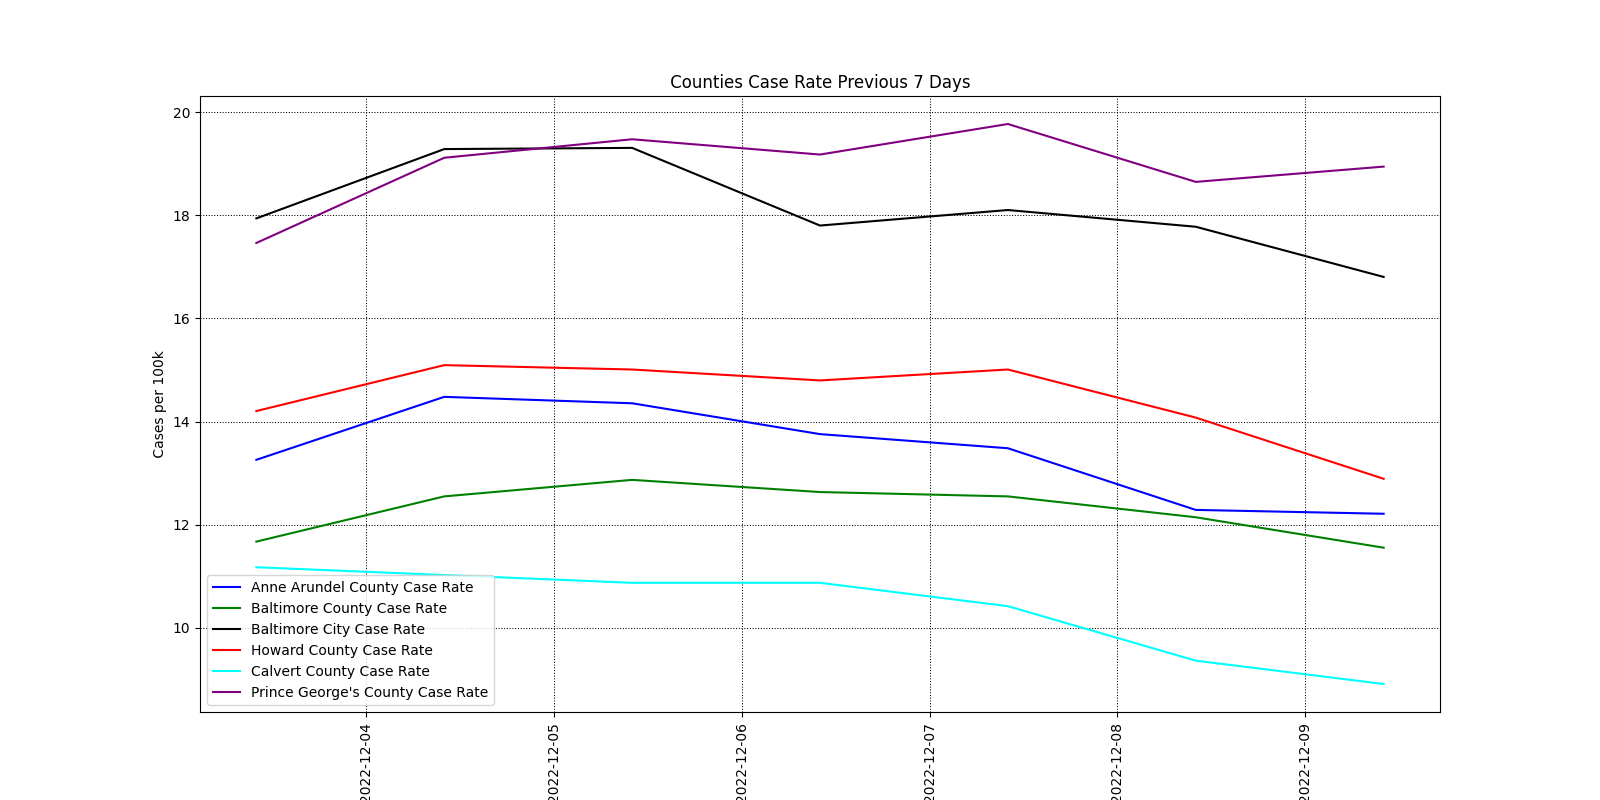 Counties Case Rate Previous 7 Days
20
18
16
14
12
10
Cases per 100k
Anne Arundel County Case Rate
Baltimore County Case Rate
Baltimore City Case Rate
Howard County Case Rate
Calvert County Case Rate
Prince George's County Case Rate
2022-12-04
2022-12-05
2022-12-06
2022-12-07
2022-12-08
2022-12-09